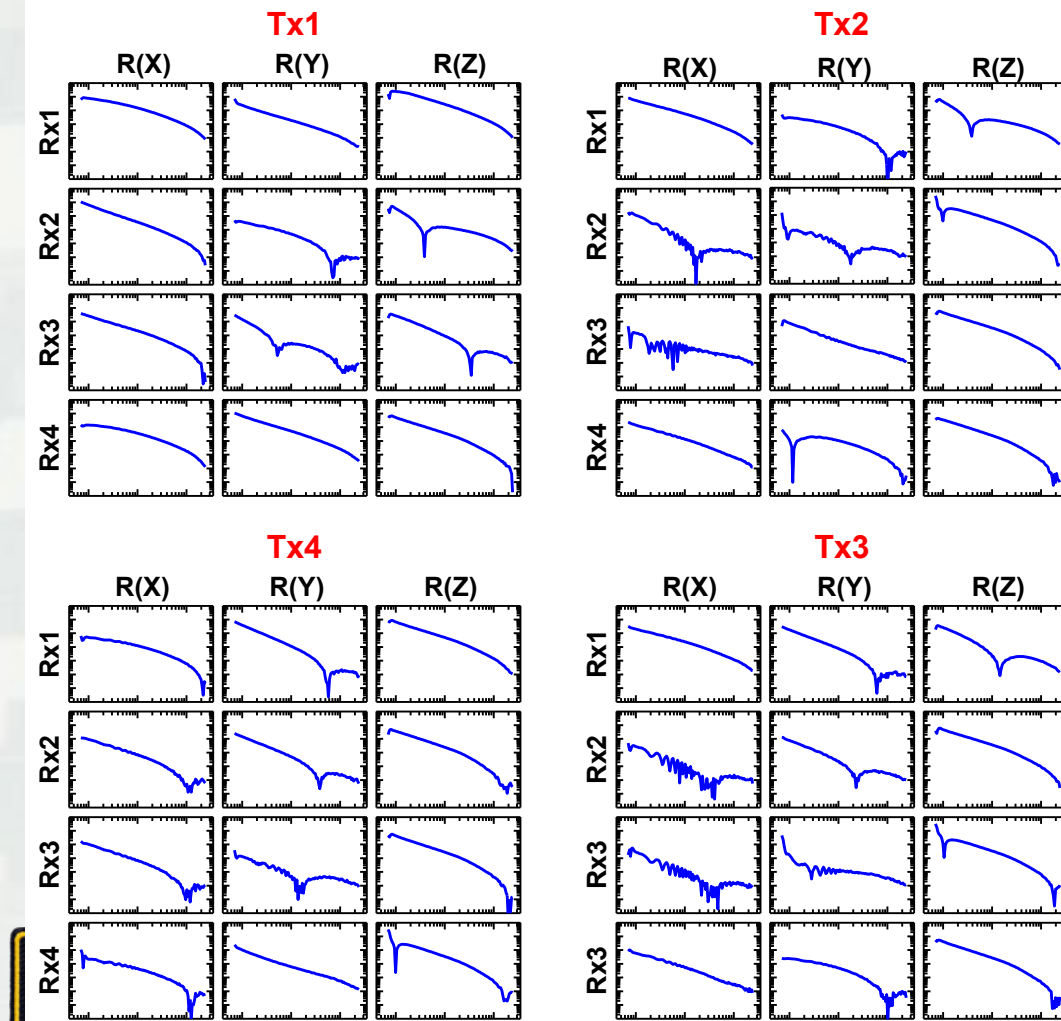 Tx1
R(X) R(Y) R(Z)
Rx1
Rx2
Rx3
Rx4
Tx2
R(X) R(Y) R(Z)
Rx1
Rx2
Rx3
Rx4
Tx4
R(X) R(Y) R(Z)
Rx1
Rx2
Rx3
Rx4
Tx3
R(X) R(Y) R(Z)
Rx1
Rx2
Rx3
Rx3